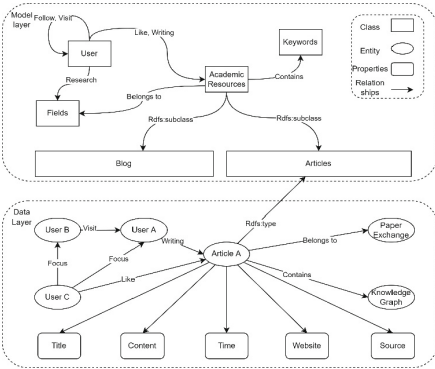 Model
layer
Follow, Visit
User
Like, Writing
Keywords
Class
Entity
Properties
Relation
ships
Research
Academic
Resources
Contains
Belongs to
Fields
Rdfs:subclass
Rdfs:subclass
Blog
Articles
Data
Layer
Rdfs:type
User B
Visit
User A
Writing
Paper
Exchange
Belongs to
Article A
Focus
Focus
Like
Contains
User C
Knowledge
Graph
Title
Content
Time
Website
Source